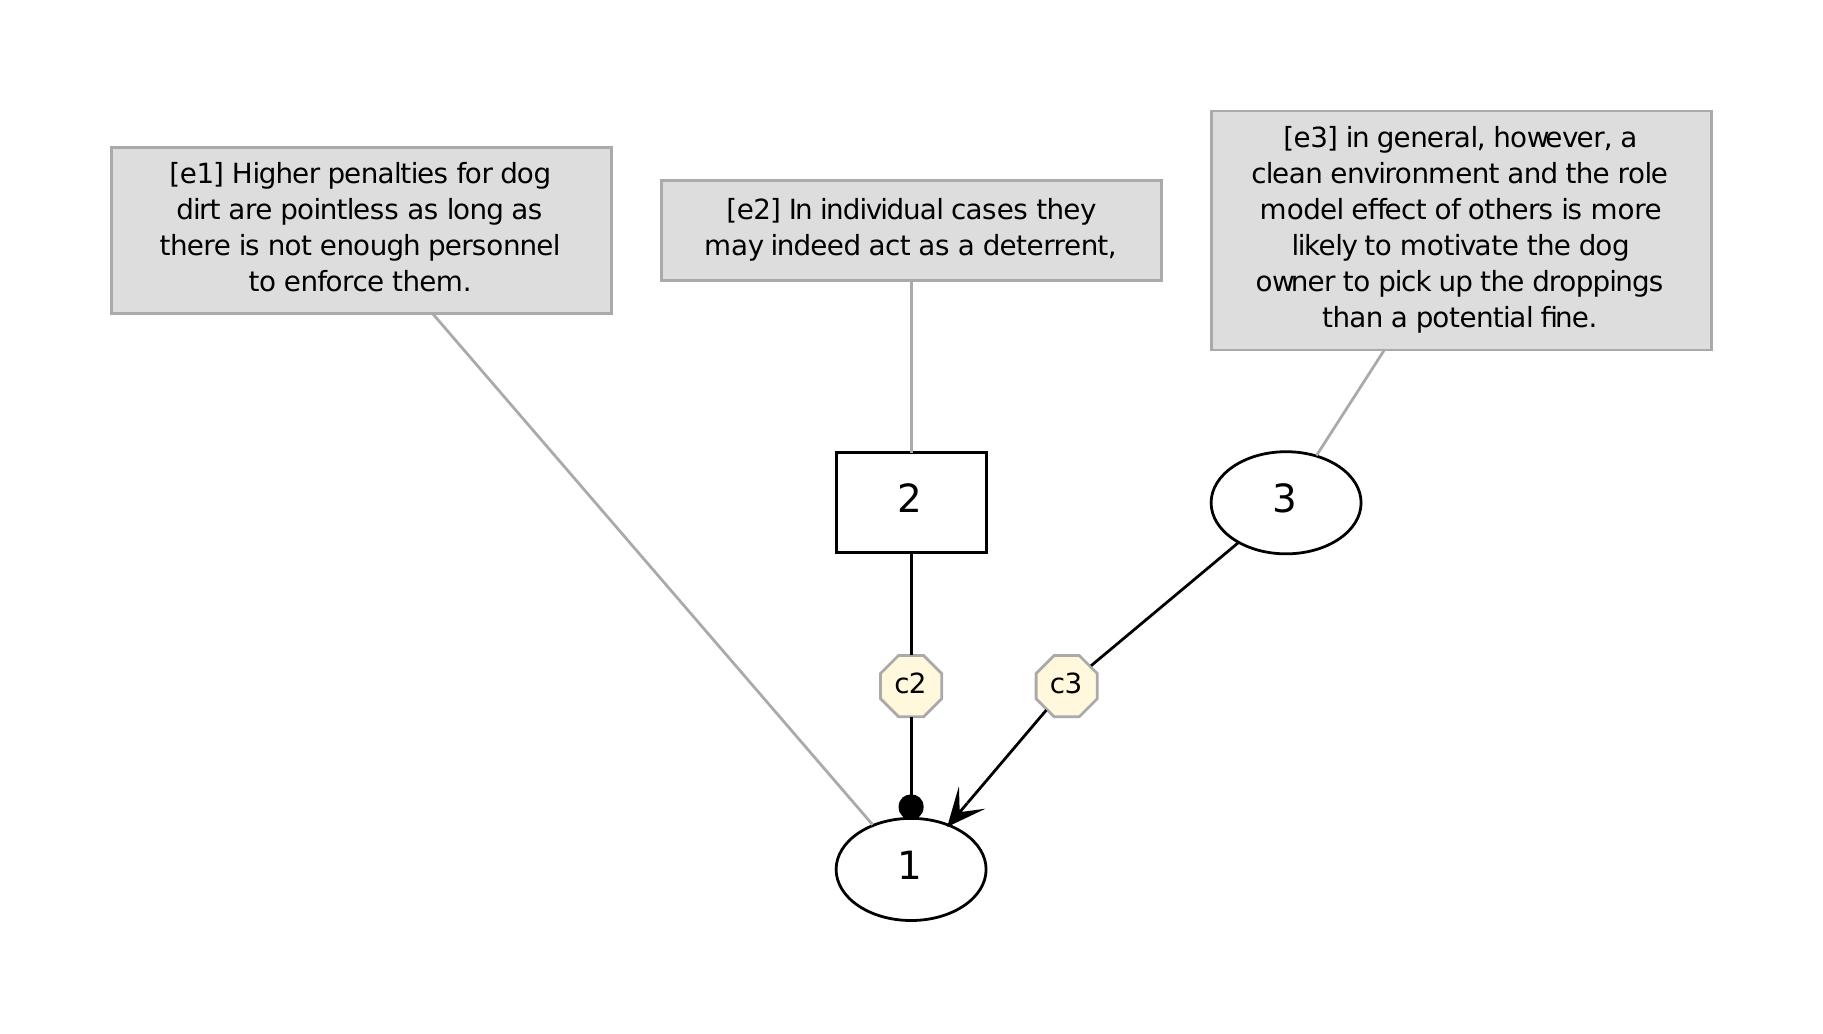 [e1] Higher penalties for dog
dirt are pointless as long as
there is not enough personnel
to enforce them.
[e2] In individual cases they
may indeed act as a deterrent,
[e3] in general, however, a
clean environment and the role
model effect of others is more
likely to motivate the dog
owner to pick up the droppings
than a potential fine.
2
3
c2
c3
1